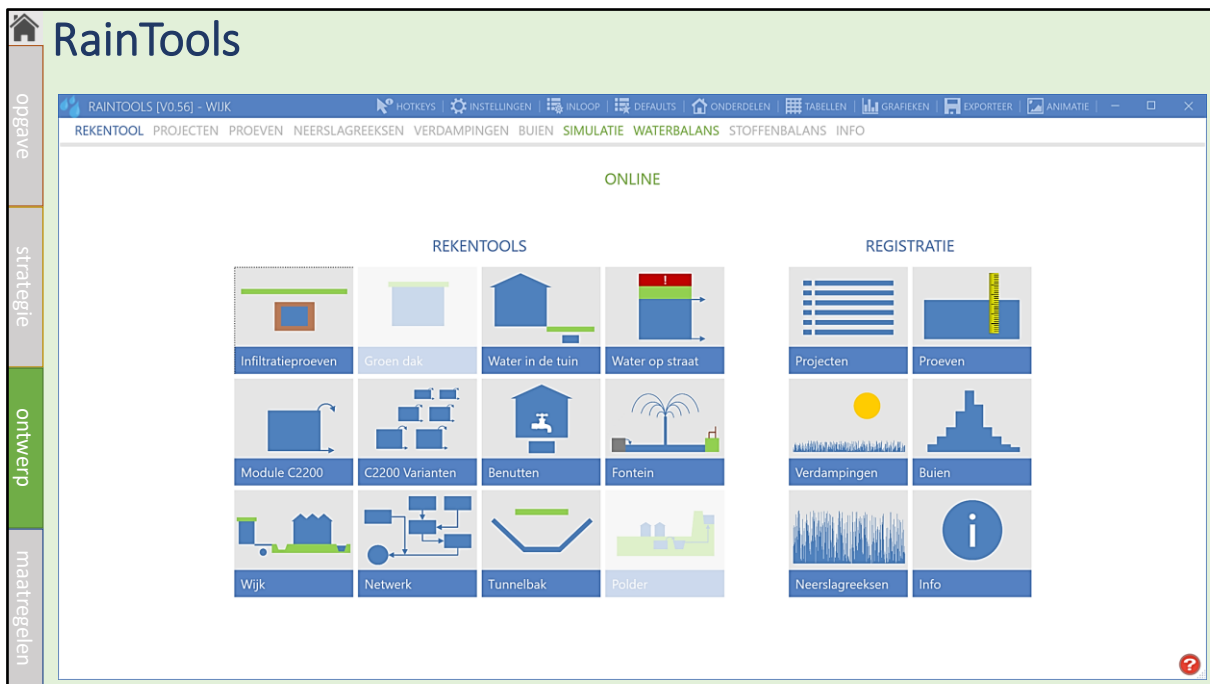 RainTools
opgave
strategie
ontwerp
maatregelen
RAINTOOLS [V0.56] - WIJK
HOTKEYS | INSTELLINGEN | INLOOP | DEFAULTS | ONDERDELEN | TABELLEN | GRAFIEKEN | EXPORTEER | ANIMATIE |
REKENTOOL PROJECTEN PROEVEN NEERSLAGREEKSEN VERDAMPINGEN BUIEN SIMULATIE WATERBALANS STOFFENBALANS INFO
ONLINE
REKENTOOLS
!
Infiltratieproeven Groen dak Water in de tuin Water op straat
Module C2200 C2200 Varianten Benutten Fontein
Wijk Netwerk Tunnelbak Polder
REGISTRATIE
Projecten Proeven
Verdampingen Buien
i
Neerslagreeksen Info
?